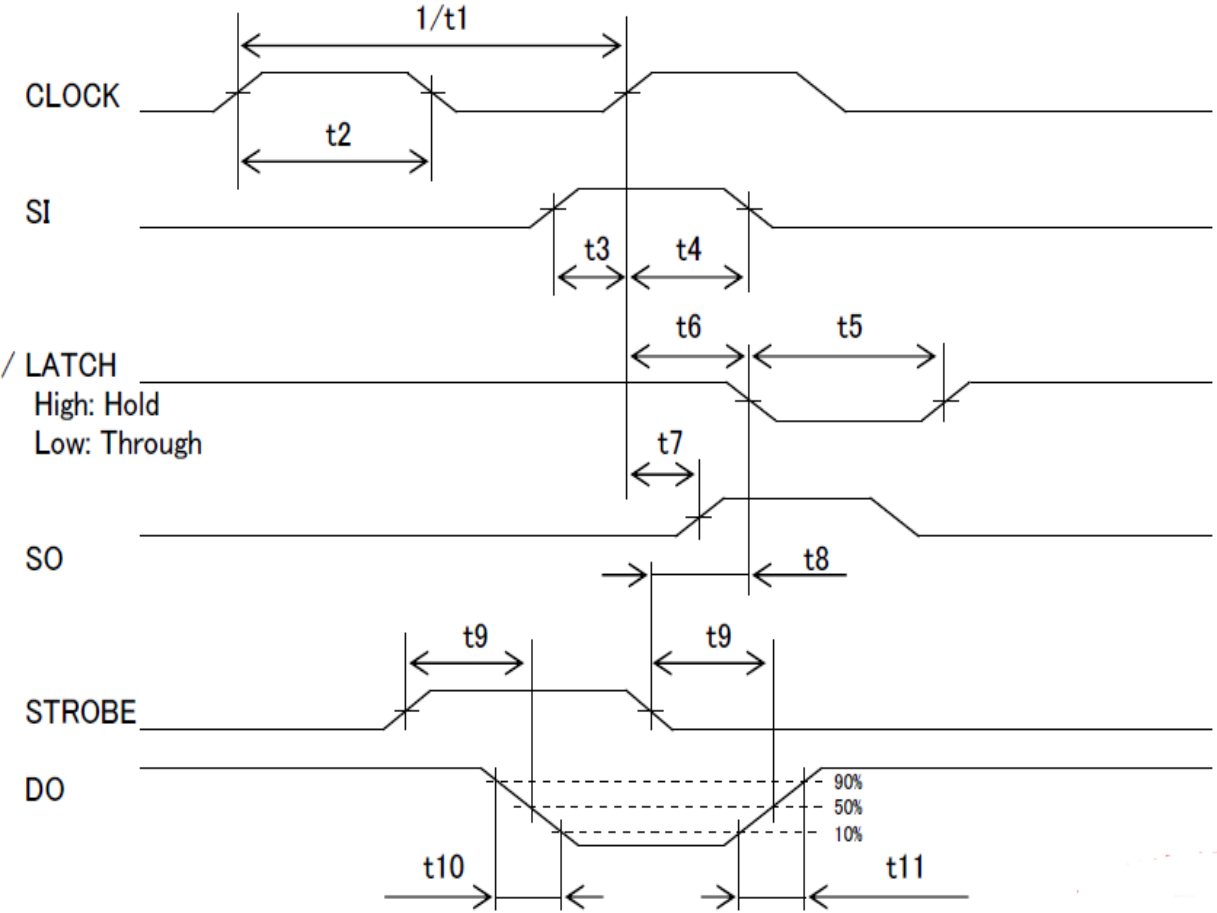 1/t1
CLOCK
t2
SI
t3 t4
t6 t5
/ LATCH
High: Hold
Low: Through
t7
SO
t8
t9 t9
STROBE
DO
90%
50%
10%
t10 t11